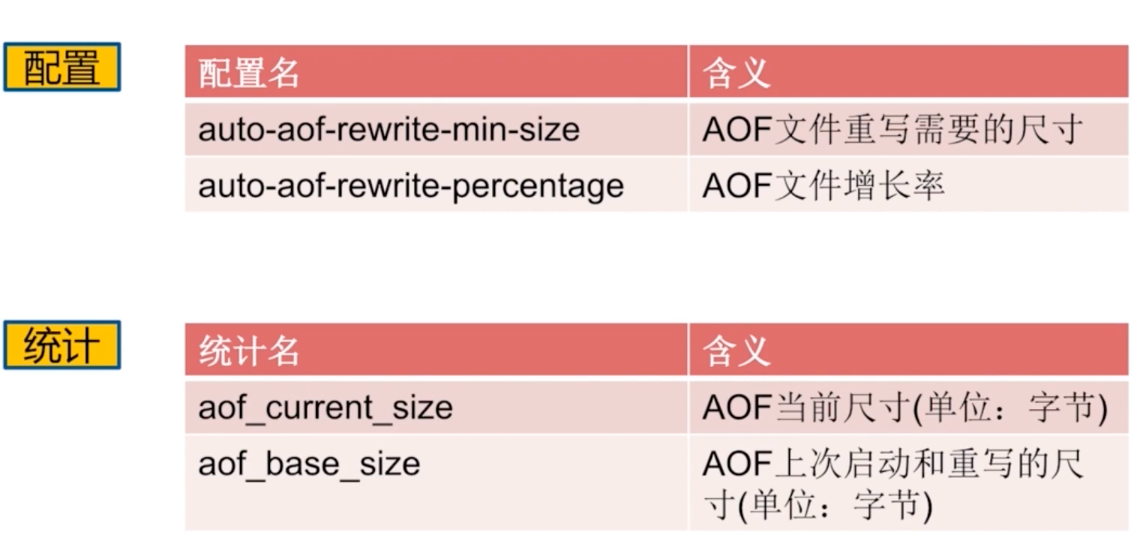 配置
配置名 含义
auto-aof-rewrite-min-size AOF文件重写需要的尺寸
auto-aof-rewrite-percentage AOF文件增长率
统计
统计名 含义
aof_current_size AOF当前尺寸(单位：字节)
aof_base_size AOF上次启动和重写的尺
寸(单位：字节)